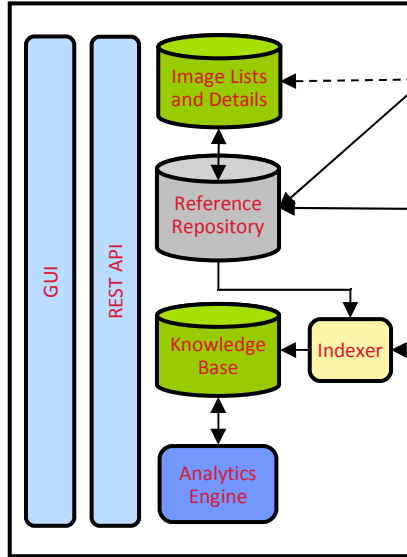 GUI
REST API
Image Lists
and Details
Reference
Repository
Knowledge
Base
Indexer
Analytics
Engine